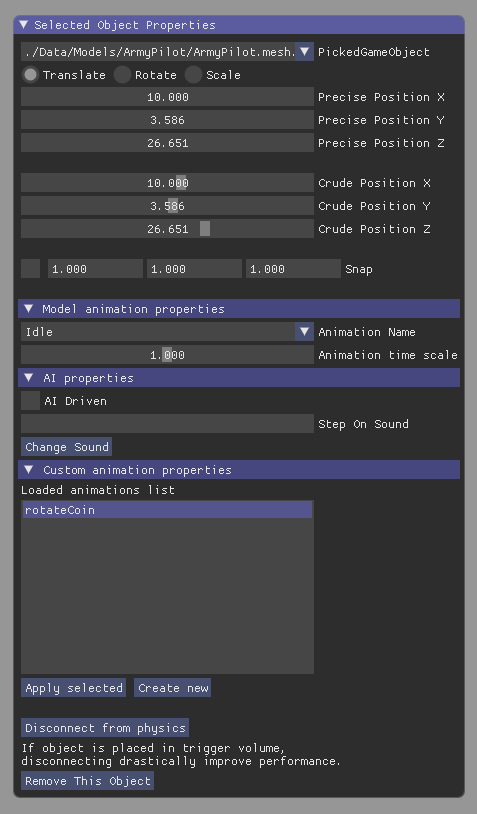 Selected Object Properties
./Data/Models/ArmyPilot/ArmyPilot.mesh. PickedGameObject
Translate Rotate Scale
10.000 Precise Position X
3.586 Precise Position Y
26.651 Precise Position Z
10.000 Crude Position X
3.586 Crude Position Y
26.651 Crude Position Z
1.000 1.000 1.000 Snap
Model animation properties
Idle Animation Name
1.000 Animation time scale
AI properties
AI Driven
Step On Sound
Change Sound
Custom animation properties
Loaded animations list
rotateCoin
Apply selected Create new
Disconnect from physics
If object is placed in trigger volume,
disconnecting drastically improve performance.
Remove This Object